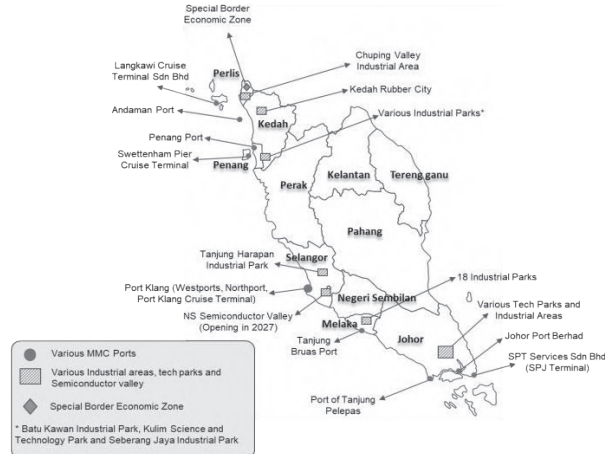 Special Border
Economic Zone
Langkawi Cruise
Terminal Sdn Bhd
Perlis
Chuping Valley
Industrial Area
Kedah Rubber City
Andaman Port
Kedah
Various Industrial Parks*
Penang Port
Swettenham Pier
Cruise Terminal
Penang
Perak
Kelantan
Tereng ganu
Pahang
Tanjung Harapan
Industrial Park
Selangor
18 Industrial Parks
Port Klang (Westports, Northport,
Port Klang Cruise Terminal)
Negeri Sembilan
Various Tech Parks and
Industrial Areas
NS Semiconductor Valley
(Opening in 2027)
Melaka
Tanjung
Bruas Port
Johor
Johor Port Berhad
SPT Services Sdn Bhd
(SPJ Terminal)
Port of Tanjung
Pelepas
Various MMC Ports
Various Industrial areas, tech parks and
Semiconductor valley
Special Border Economic Zone
* Batu Kawan Industrial Park, Kulim Science and
Technology Park and Seberang Jaya Industrial Park